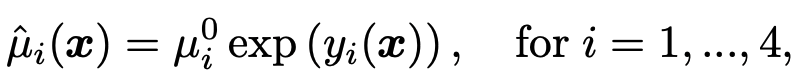 μ̂ᵢ(𝒙) = μᵢ⁰ exp (yᵢ(𝒙)) ,   for i = 1, ..., 4,